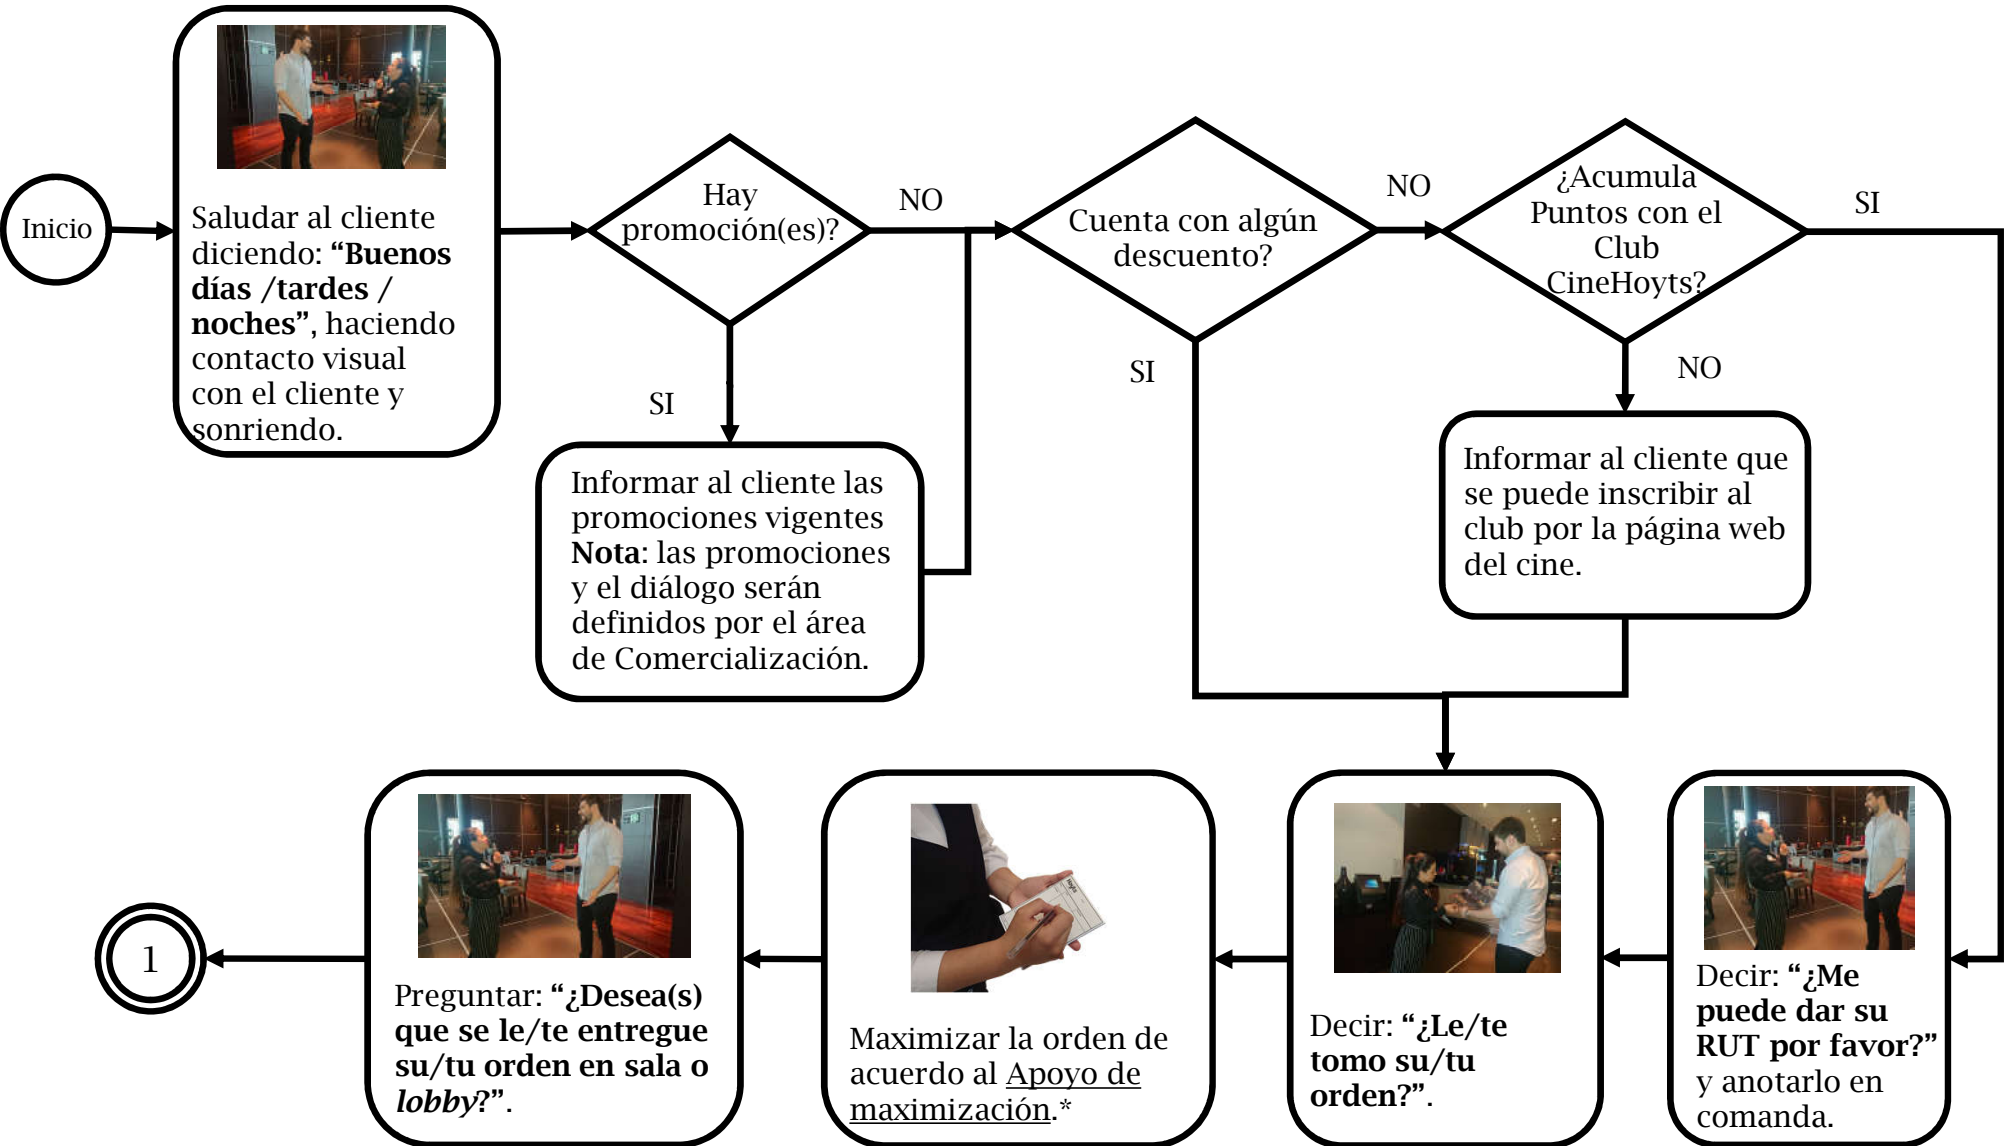 Inicio
Saludar al cliente
diciendo: “Buenos
días /tardes /
noches”, haciendo
contacto visual
con el cliente y
sonriendo.
Hay
promoción(es)?
NO
SI
Informar al cliente las
promociones vigentes
Nota: las promociones
y el diálogo serán
definidos por el área
de Comercialización.
Cuenta con algún
descuento?
NO
SI
¿Acumula
Puntos con el
Club
CineHoyts?
SI
NO
Informar al cliente que
se puede inscribir al
club por la página web
del cine.
Decir: “¿Me
puede dar su
RUT por favor?”
y anotarlo en
comanda.
Decir: “¿Le/te
tomo su/tu
orden?”.
Maximizar la orden de
acuerdo al Apoyo de
maximización.*
Preguntar: “¿Desea(s)
que se le/te entregue
su/tu orden en sala o
lobby?”.
1